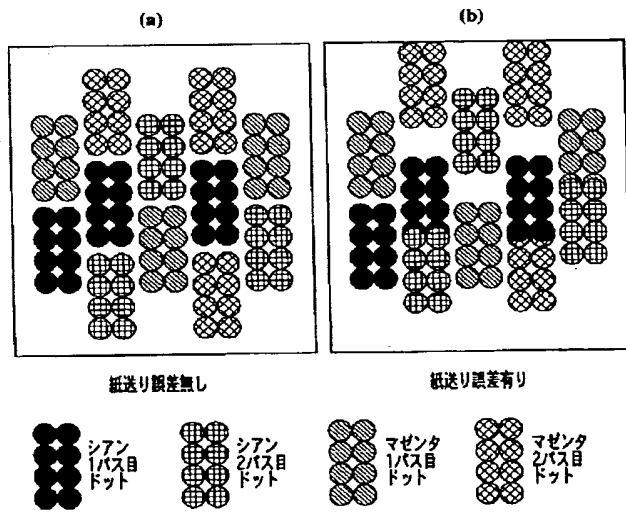 (a)
(b)
紙送り誤差無し
紙送り誤差有り
シアン
1パス目
ドット
シアン
2パス目
ドット
マゼンタ
1パス目
ドット
マゼンタ
2パス目
ドット